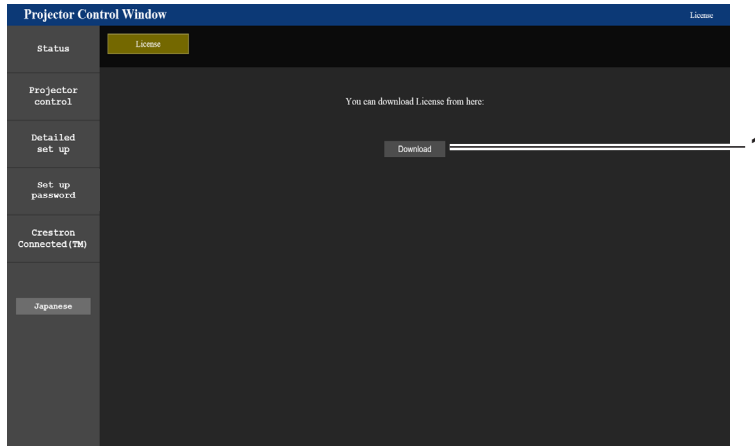 Projector Control Window
License
Status
License
Projector
control
You can download License from here:
Detailed
set up
Download
1
Set up
password
Crestron
Connected(TM)
Japanese